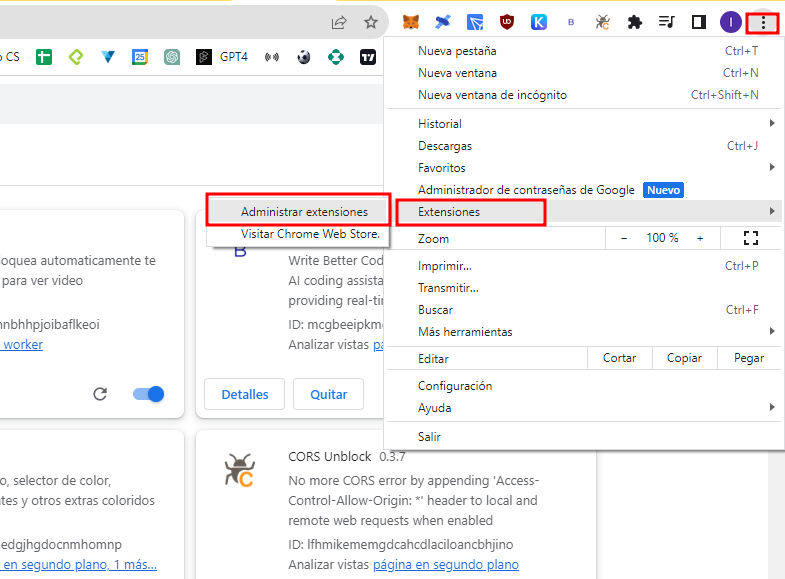 CS
GPT4
Nueva pestaña Ctrl+T
Nueva ventana Ctrl+N
Nueva ventana de incógnito Ctrl+Shift+N
Historial
Descargas Ctrl+J
Favoritos
Administrador de contraseñas de Google Nuevo
Extensiones
Administrar extensiones
Visitar Chrome Web Store.
Zoom − 100 % +
Imprimir... Ctrl+P
Transmitir...
Buscar Ctrl+F
Más herramientas
Editar Cortar Copiar Pegar
Configuración
Ayuda
Salir
oquea automaticamente te
para ver video
nnbhhpjoibaflkeoi
worker
Write Better Cod
AI coding assista
providing real-tir
ID: mcgbeeipkm
Analizar vistas pá
Detalles Quitar
o, selector de color,
tes y otros extras coloridos
edgjhgdocnmhomnp
en segundo plano, 1 más...
CORS Unblock 0.3.7
No more CORS error by appending 'Access-
Control-Allow-Origin: *' header to local and
remote web requests when enabled
ID: lfhmikememgdcahcdlaciloancbhjino
Analizar vistas página en segundo plano